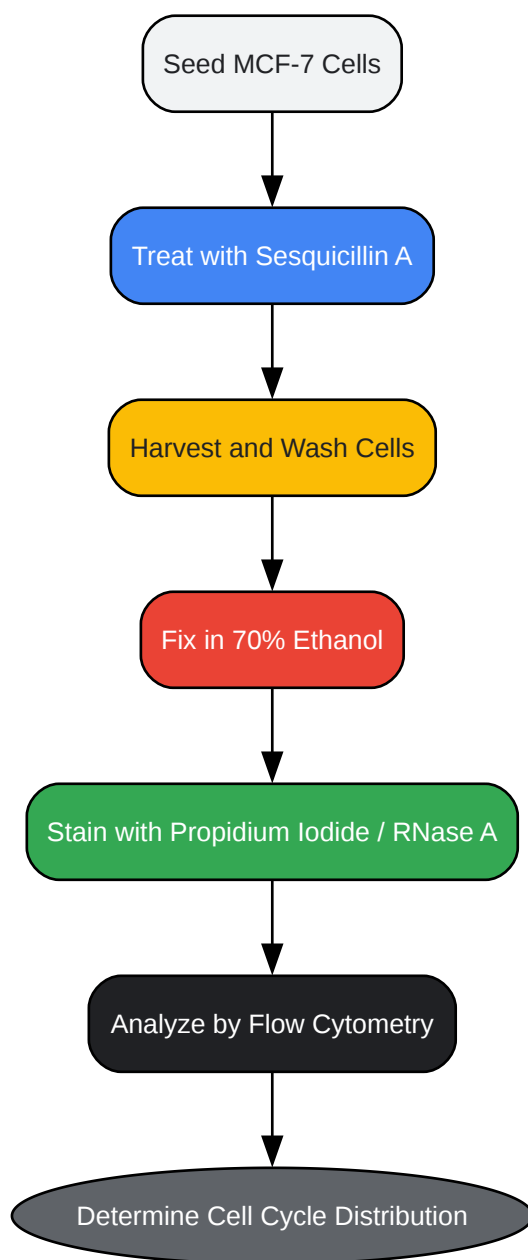 Seed MCF-7 Cells
Treat with Sesquicillin A
Harvest and Wash Cells
Fix in 70% Ethanol
Stain with Propidium Iodide / RNase A
Analyze by Flow Cytometry
Determine Cell Cycle Distribution